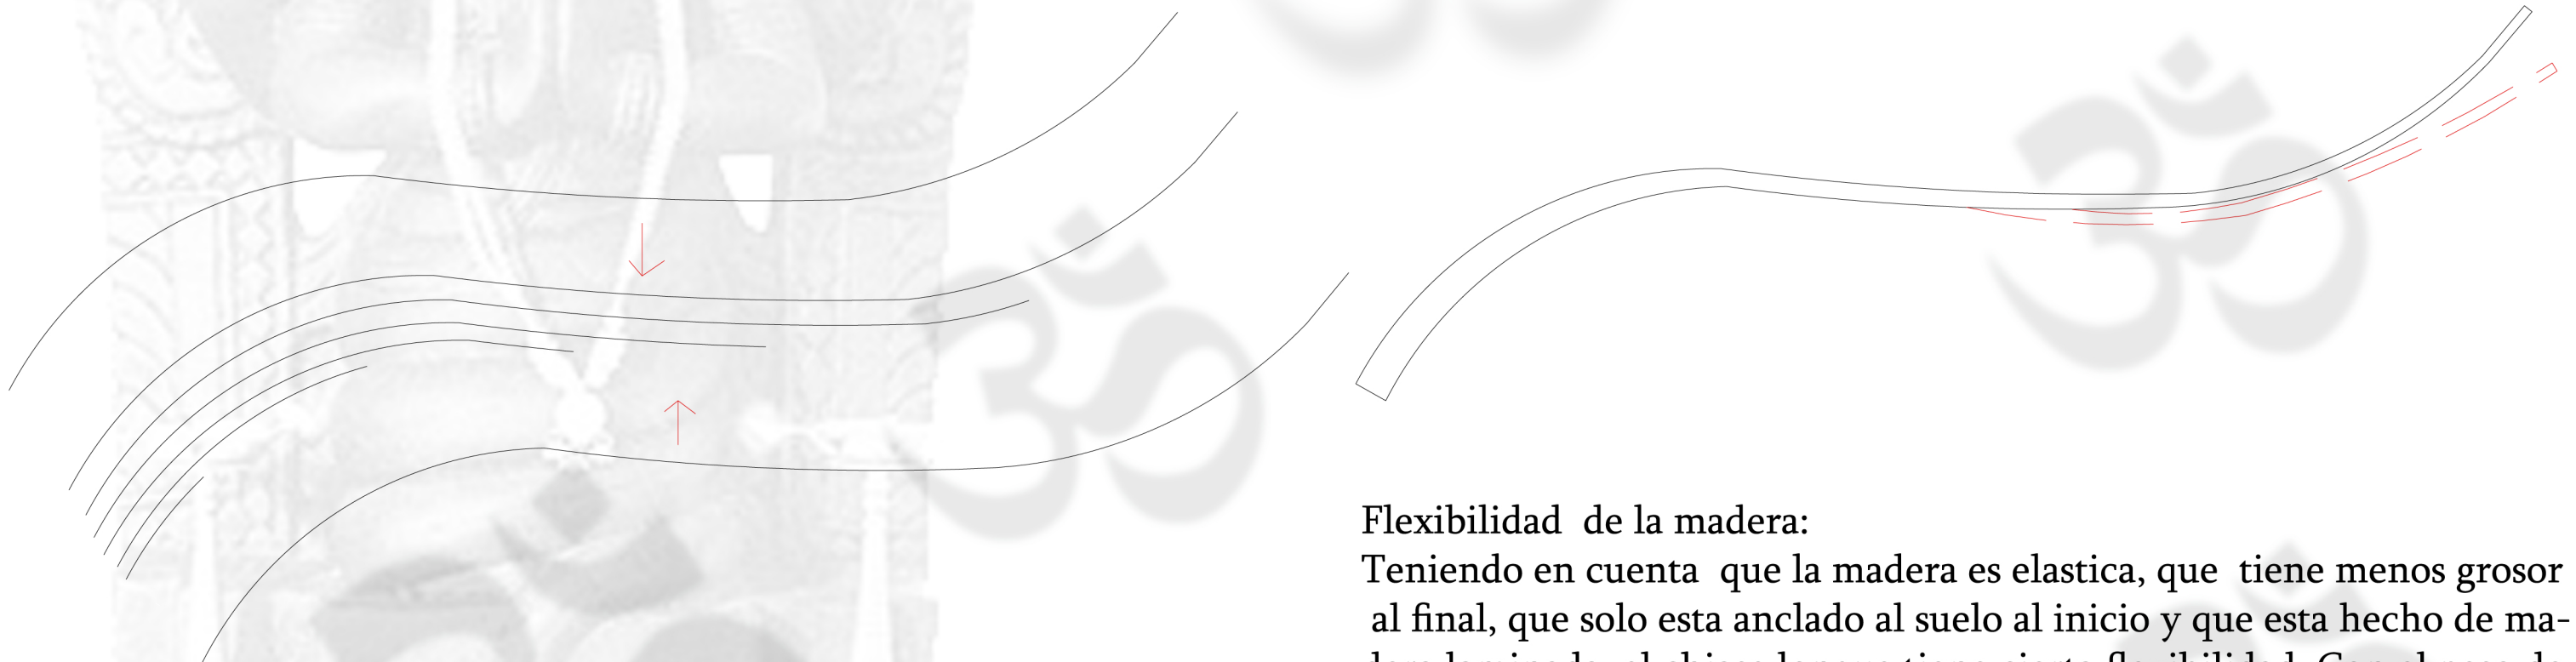 Flexibilidad  de la madera:
Teniendo en cuenta  que la madera es elastica, que  tiene menos grosor
al final, que solo esta anclado al suelo al inicio y que esta hecho de ma-